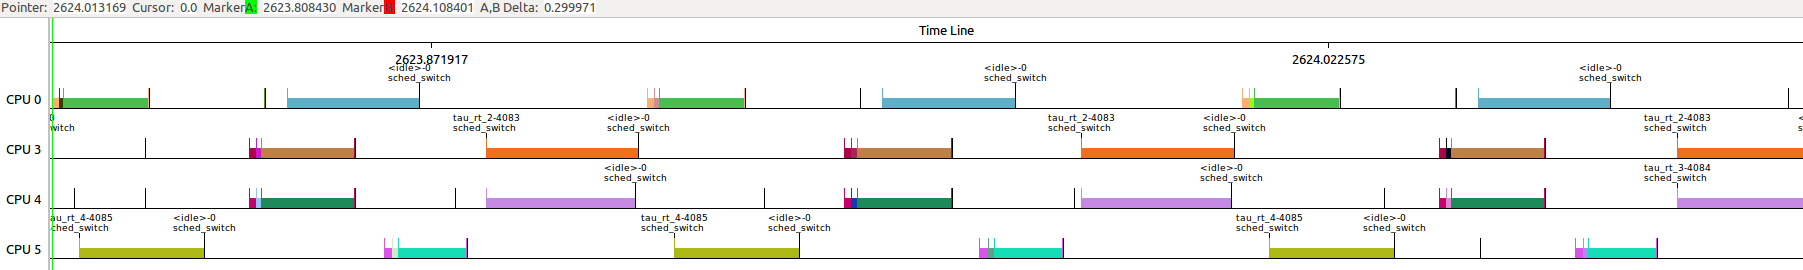 Pointer: 2624.013169 Cursor: 0.0 Marker A: 2623.808430 Marker B: 2624.108401 A,B Delta: 0.299971
Time Line
2623.871917 2624.022575
<idle>-0 <idle>-0 <idle>-0
sched_switch sched_switch sched_switch
CPU 0
0 tau_rt_2-4083 <idle>-0 tau_rt_2-4083 <idle>-0 tau_rt_2-4083 <
witch sched_switch sched_switch sched_switch sched_switch sched_switch s
CPU 3
<idle>-0 <idle>-0 tau_rt_3-4084
sched_switch sched_switch sched_switch
CPU 4
au_rt_4-4085 <idle>-0 tau_rt_4-4085 <idle>-0 tau_rt_4-4085 <idle>-0
ched_switch sched_switch sched_switch sched_switch sched_switch sched_switch
CPU 5